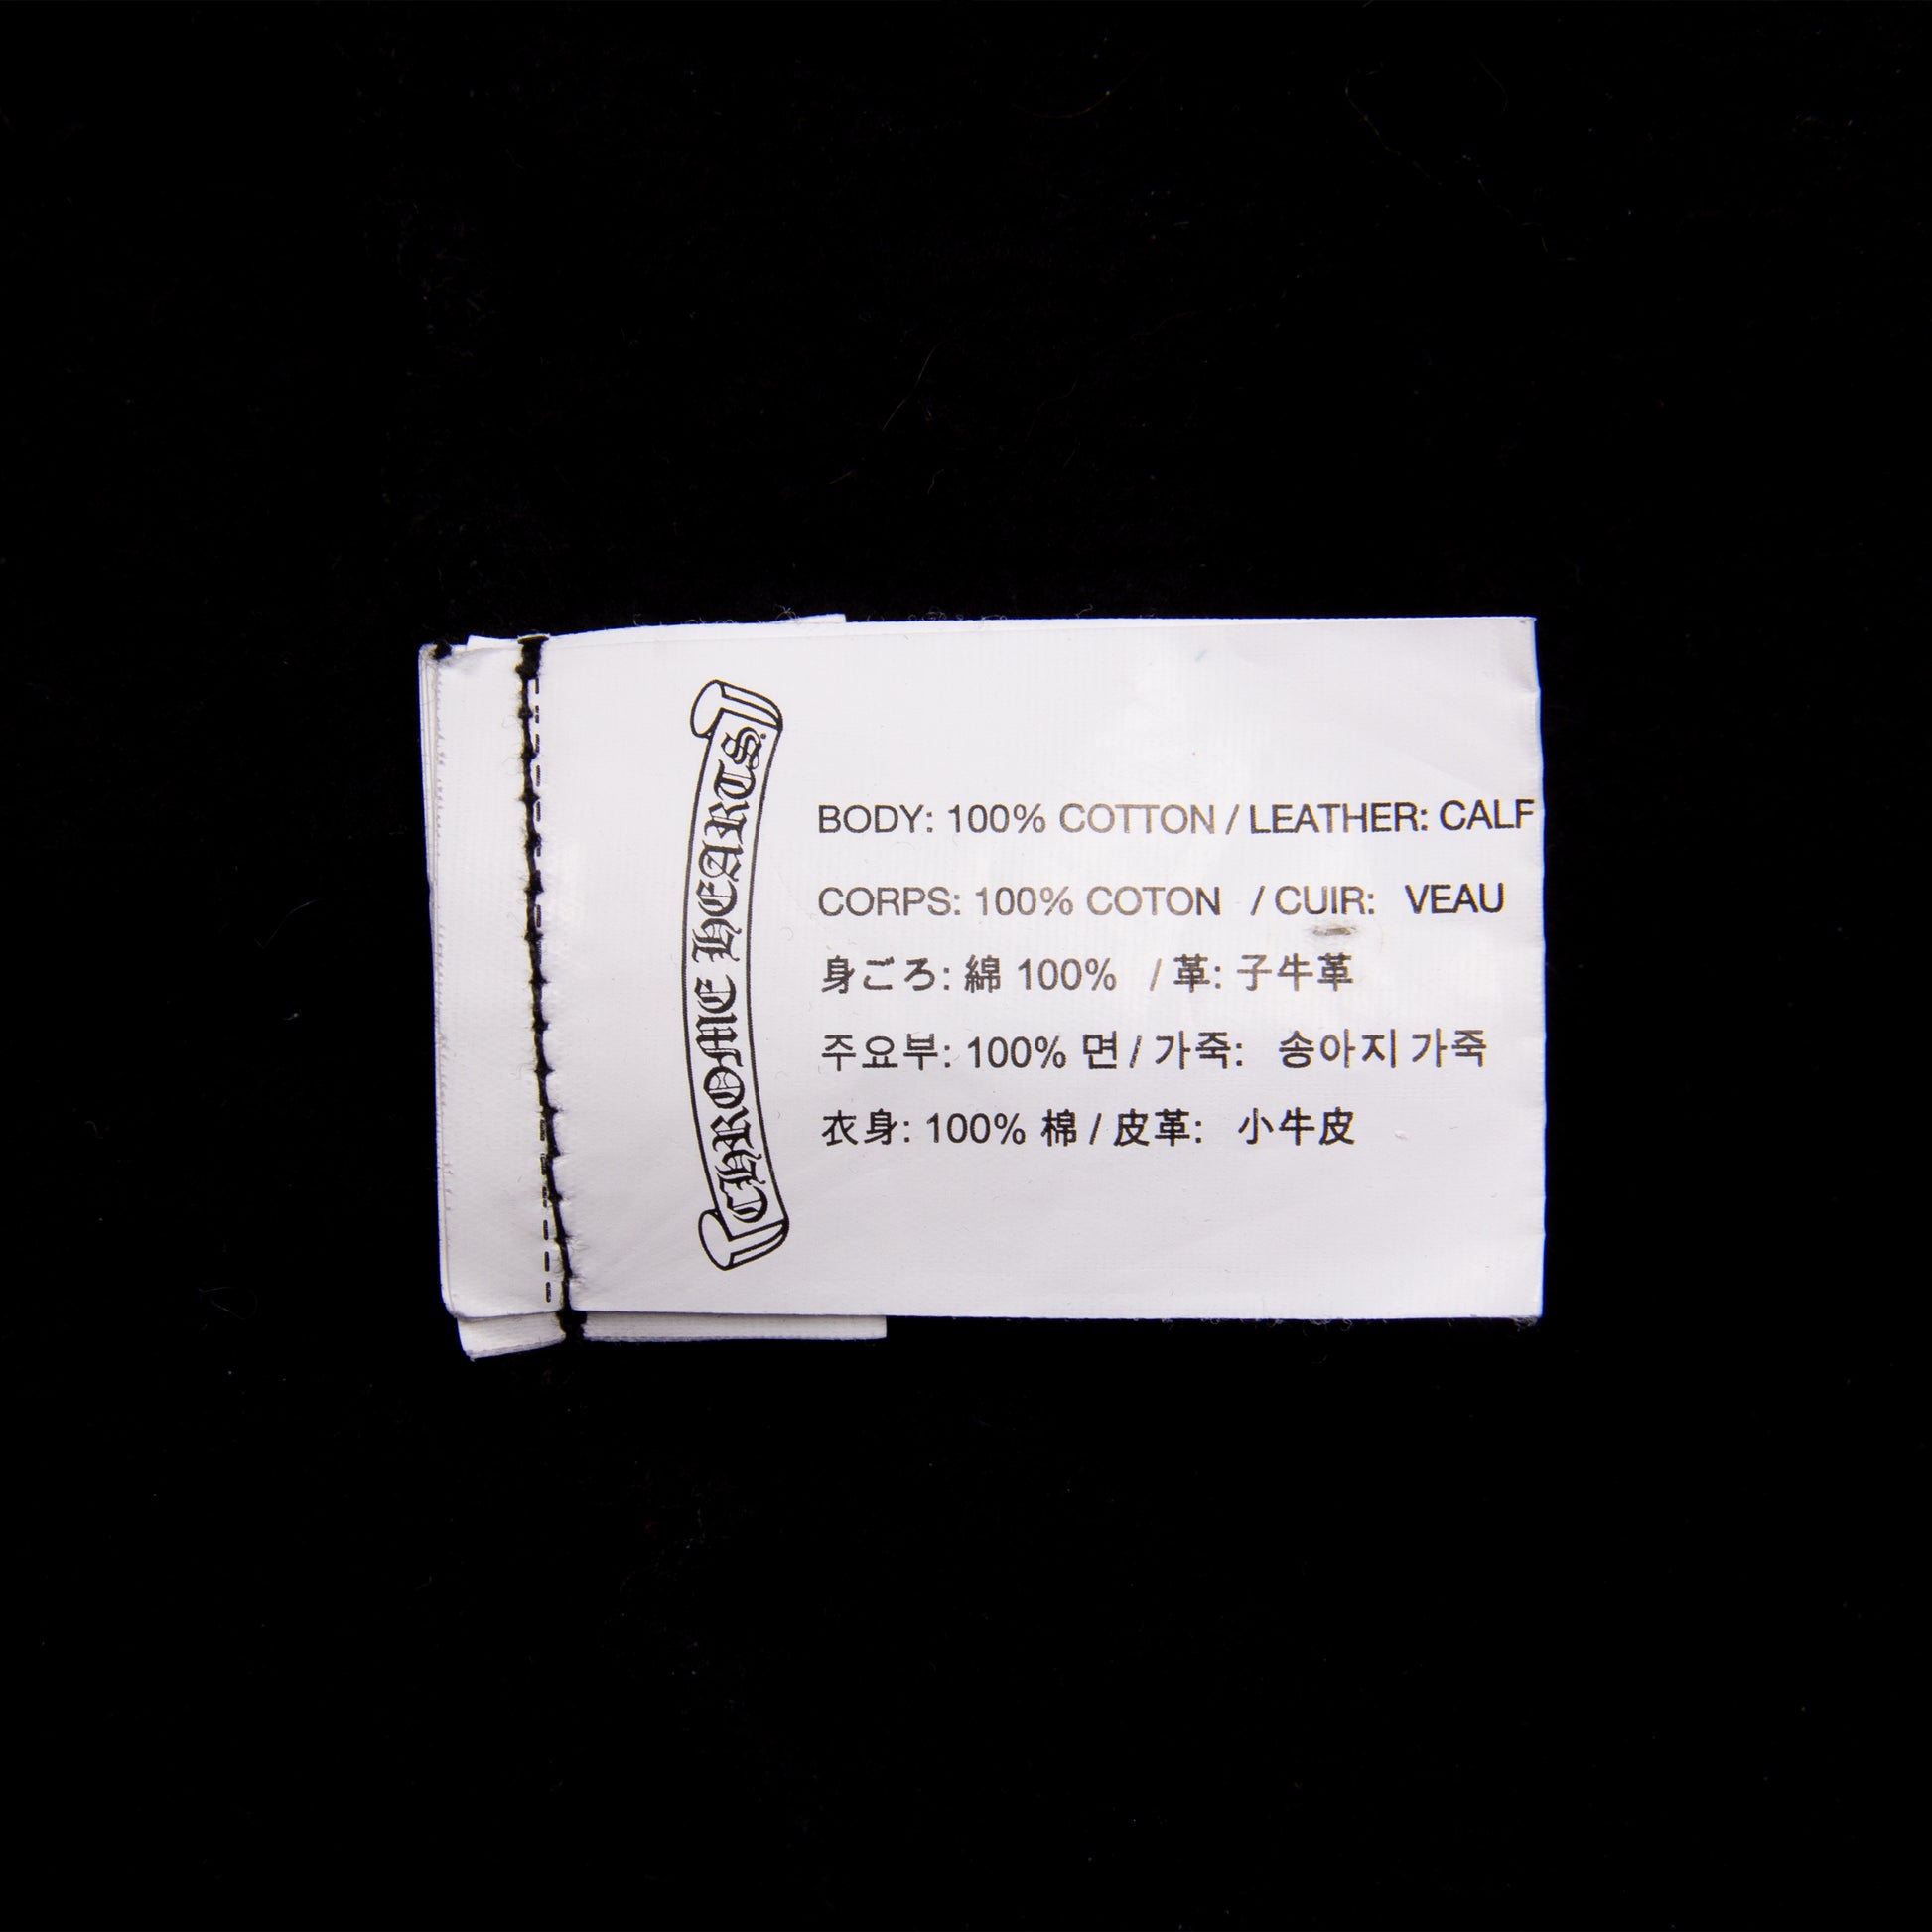 CHROME HEARTS
BODY: 100% COTTON / LEATHER: CALF
CORPS: 100% COTON / CUIR: VEAU
身ごろ: 綿 100% / 革: 子牛革
주요부: 100% 면 / 가죽: 송아지 가죽
衣身: 100% 棉 / 皮革: 小牛皮